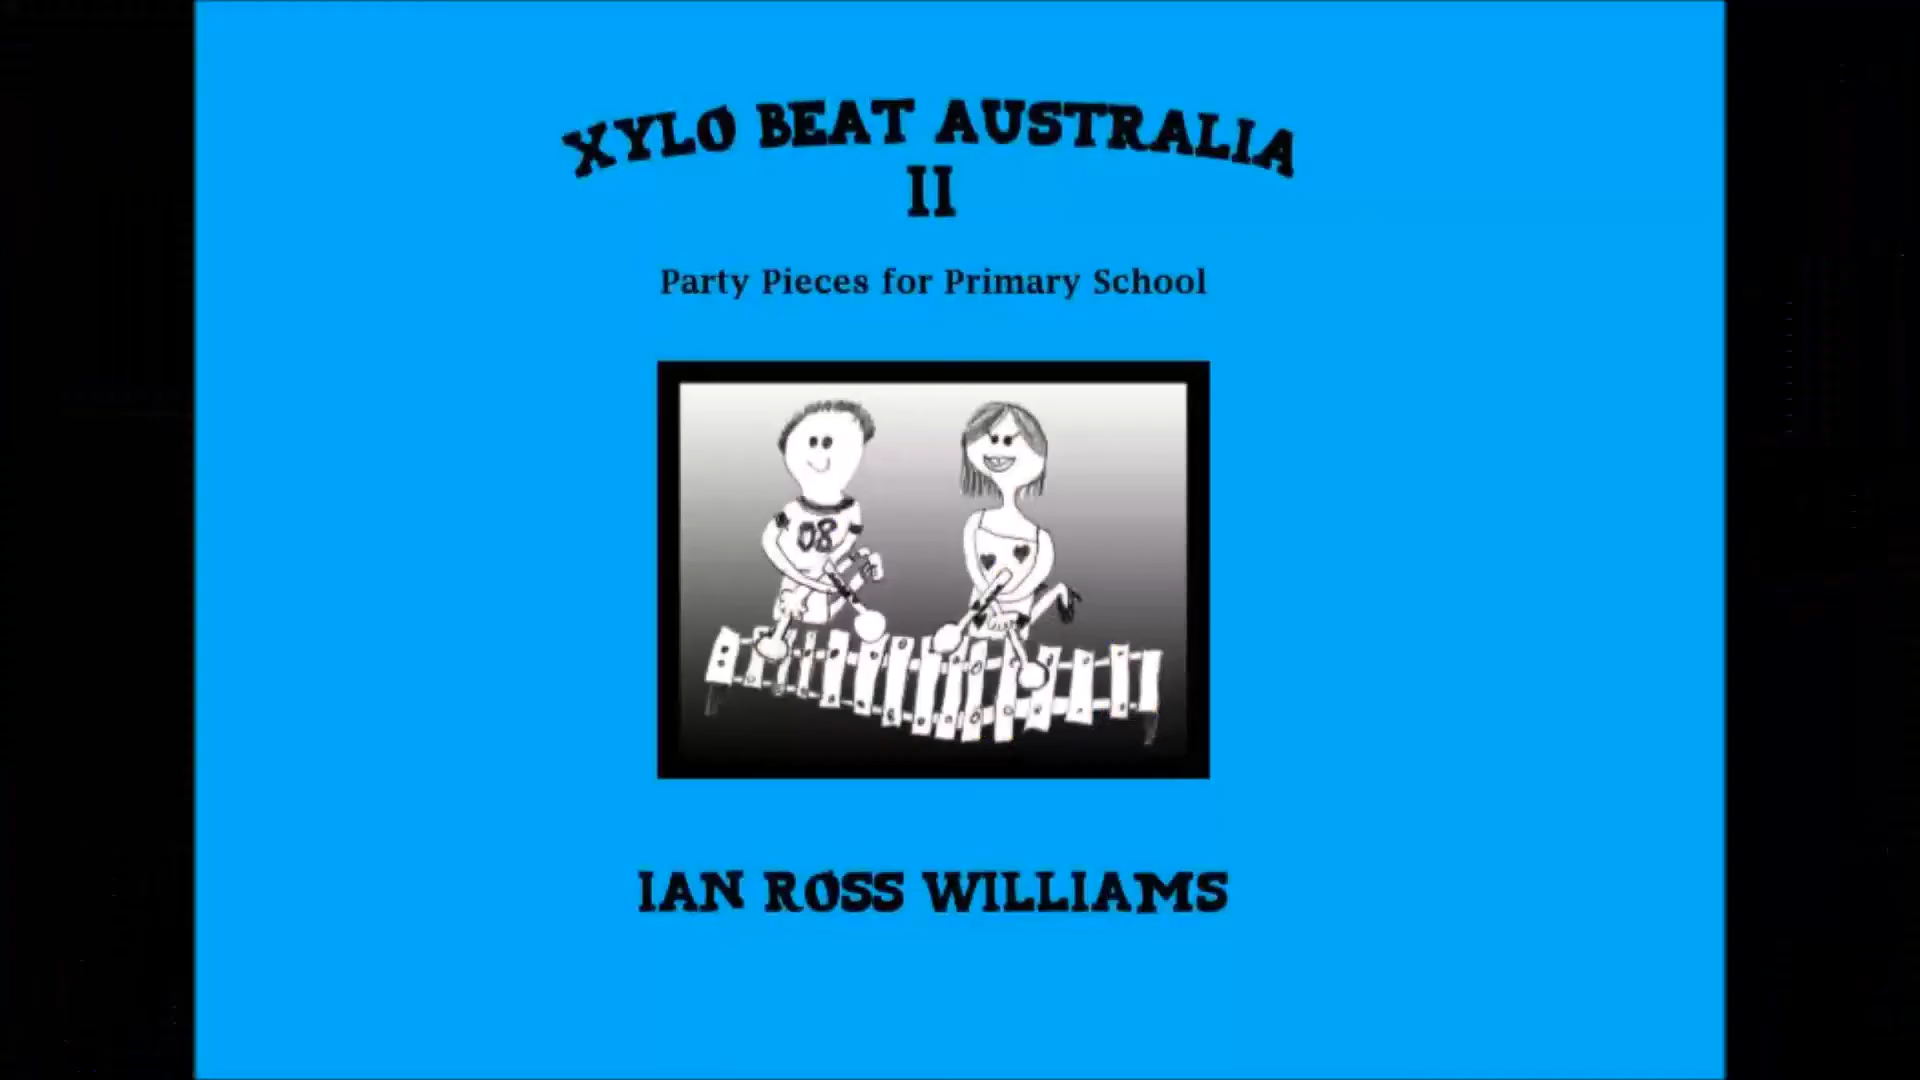 XYLO BEAT AUSTRALIA
II
Party Pieces for Primary School
08
IAN ROSS WILLIAMS